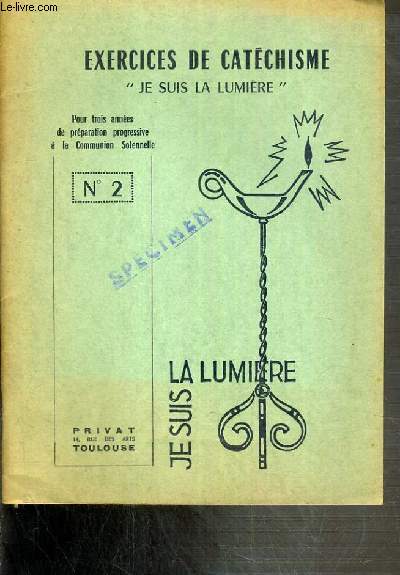 www.Le-Livre.com
EXERCICES DE CATÉCHISME
" JE SUIS LA LUMIÈRE "
Pour trois années
de préparation progressive
à la Communion Solennelle
N° 2
SPECIMEN
LA LUMIÈRE
JE SUIS
PRIVAT
14, RUE DES ARTS
TOULOUSE